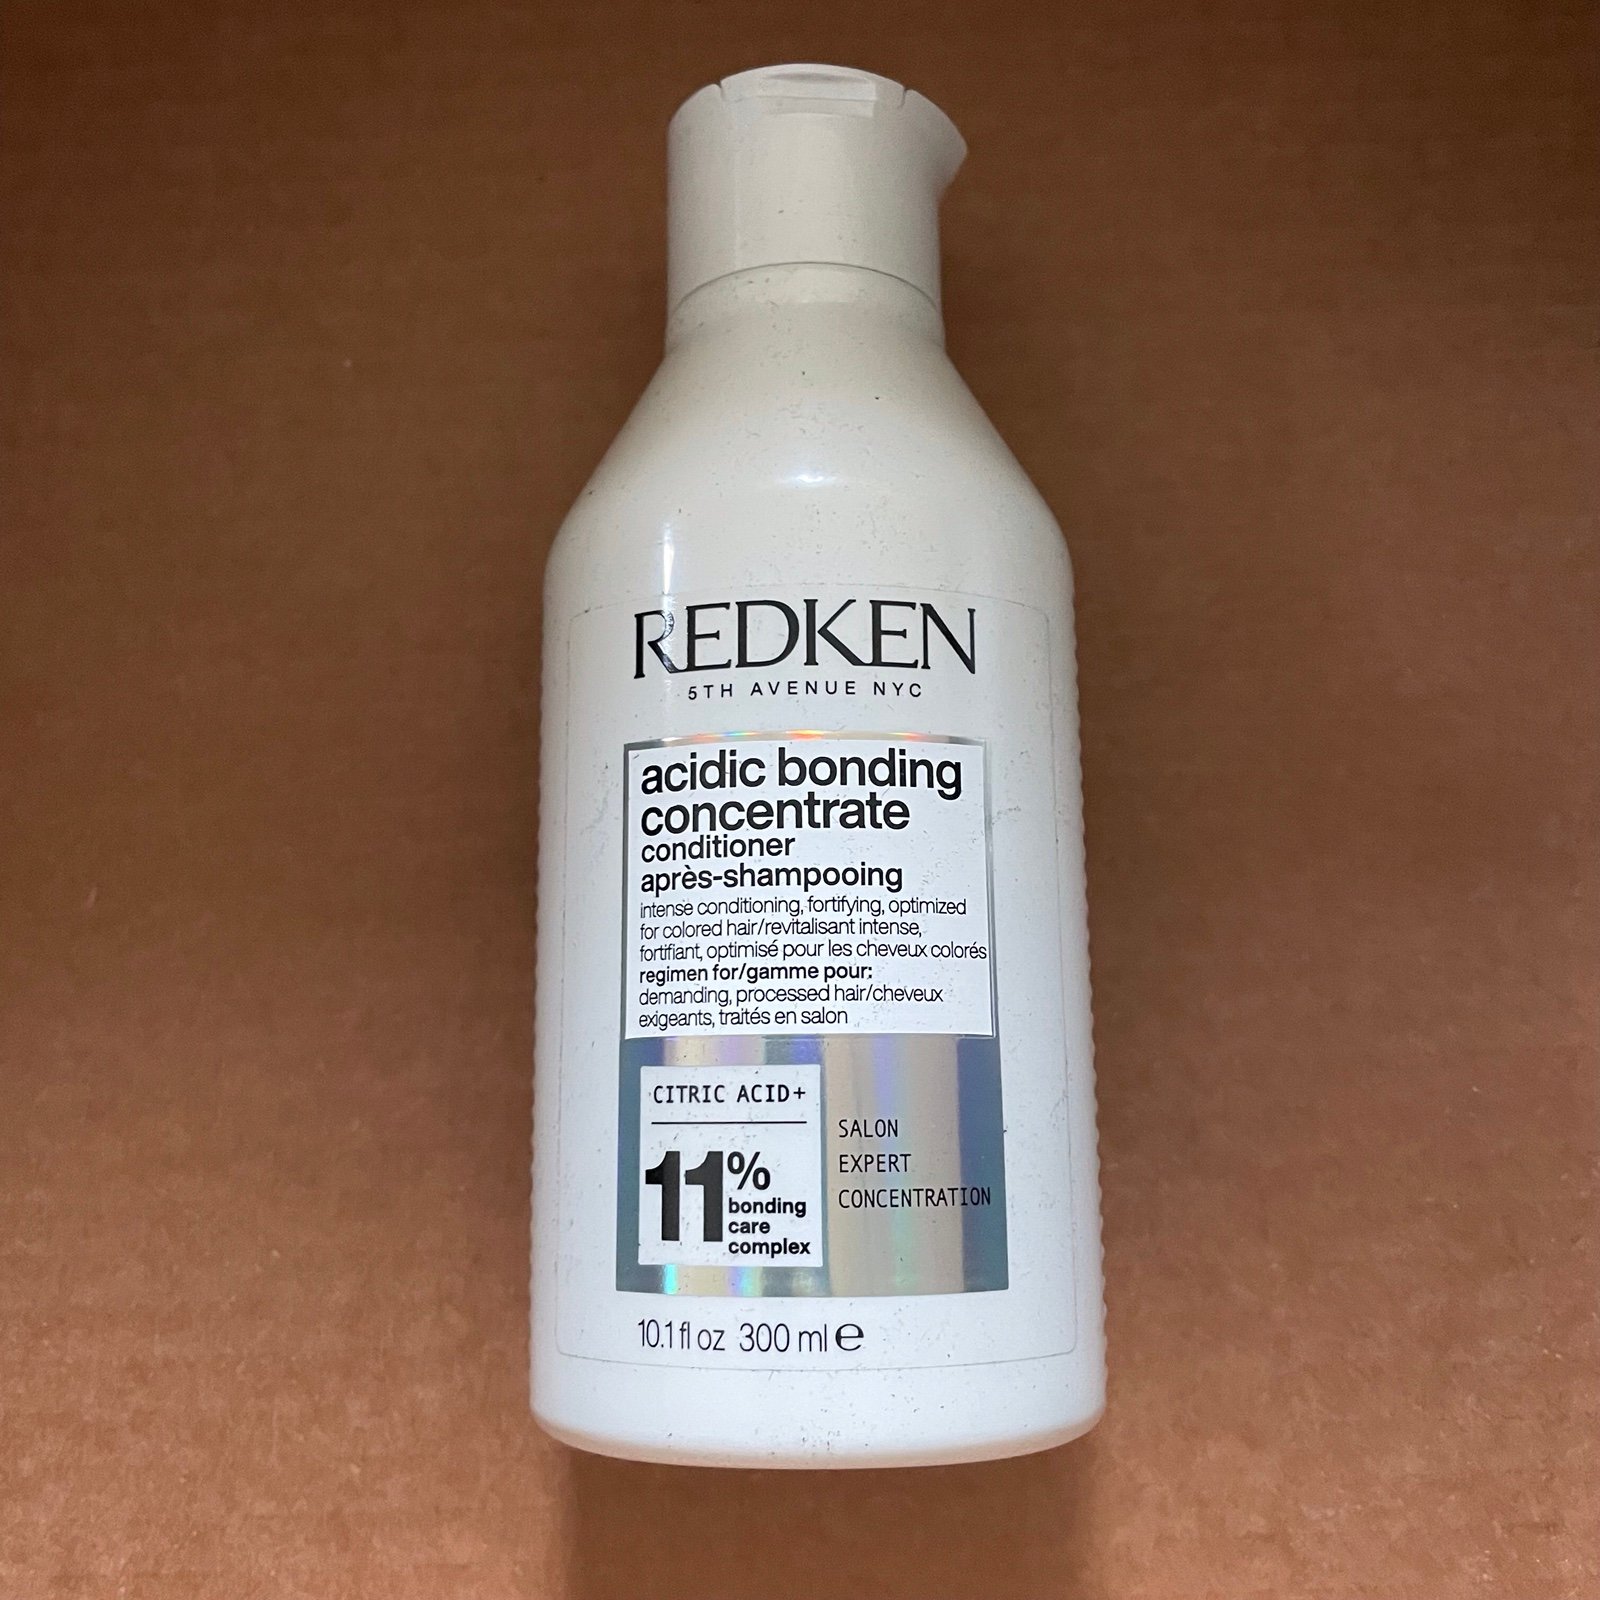 REDKEN
5TH AVENUE NYC
acidic bonding
concentrate
conditioner
après-shampooing
intense conditioning, fortifying, optimized
for colored hair/revitalisant intense,
fortifiant, optimisé pour les cheveux colorés
regimen for/gamme pour:
demanding, processed hair/cheveux
exigeants, traités en salon
CITRIC ACID+
11%
bonding
care
complex
SALON
EXPERT
CONCENTRATION
10.1 fl oz 300 ml ℮